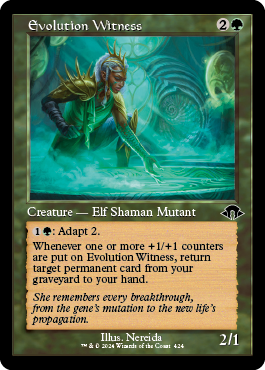 Evolution Witness 2
Creature — Elf Shaman Mutant
1: Adapt 2.
Whenever one or more +1/+1 counters
are put on Evolution Witness, return
target permanent card from your
graveyard to your hand.
She remembers every breakthrough,
from the gene's mutation to the new life's
propagation.
Illus. Nereida
™ & © 2024 Wizards of the Coast 424
2/1